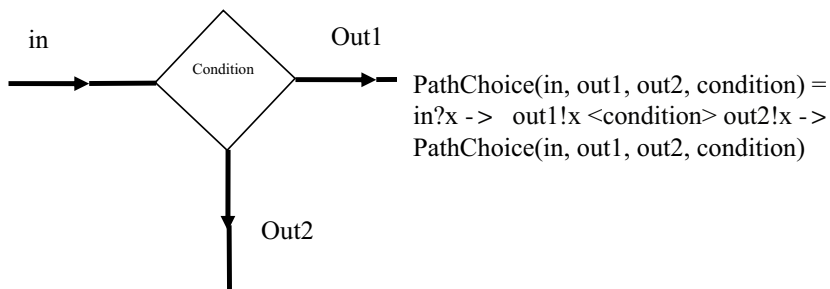 in
Out1
Condition
PathChoice(in, out1, out2, condition) =
in?x -> out1!x <condition> out2!x ->
PathChoice(in, out1, out2, condition)
Out2